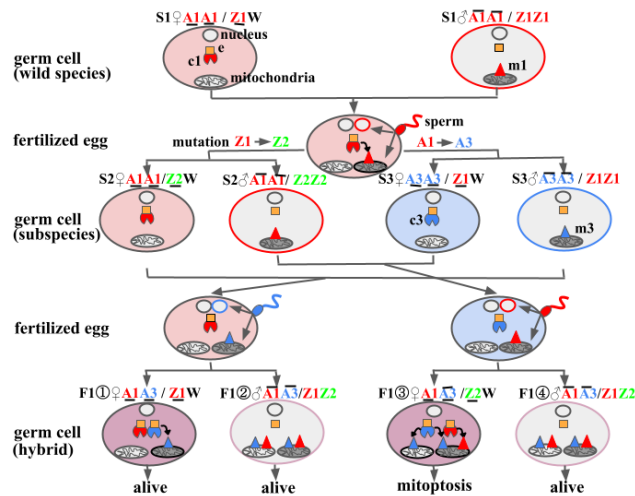 S1♀A1A1 / Z1W
S1♂A1A1 / Z1Z1
nucleus
e
c1
m1
germ cell
(wild species)
mitochondria
sperm
fertilized egg
mutation Z1 → Z2
A1 → A3
S2♀A1A1/Z2W
S2♂A1A1/ Z2Z2
S3♀A3A3 / Z1W
S3♂A3A3 / Z1Z1
germ cell
(subspecies)
c3
m3
fertilized egg
F1①♀A1A3 / Z1W
F1②♂A1A3/Z1Z2
F1③♀A1A3 /Z2W
F1④♂A1A3/Z1Z2
germ cell
(hybrid)
alive
alive
mitoptosis
alive